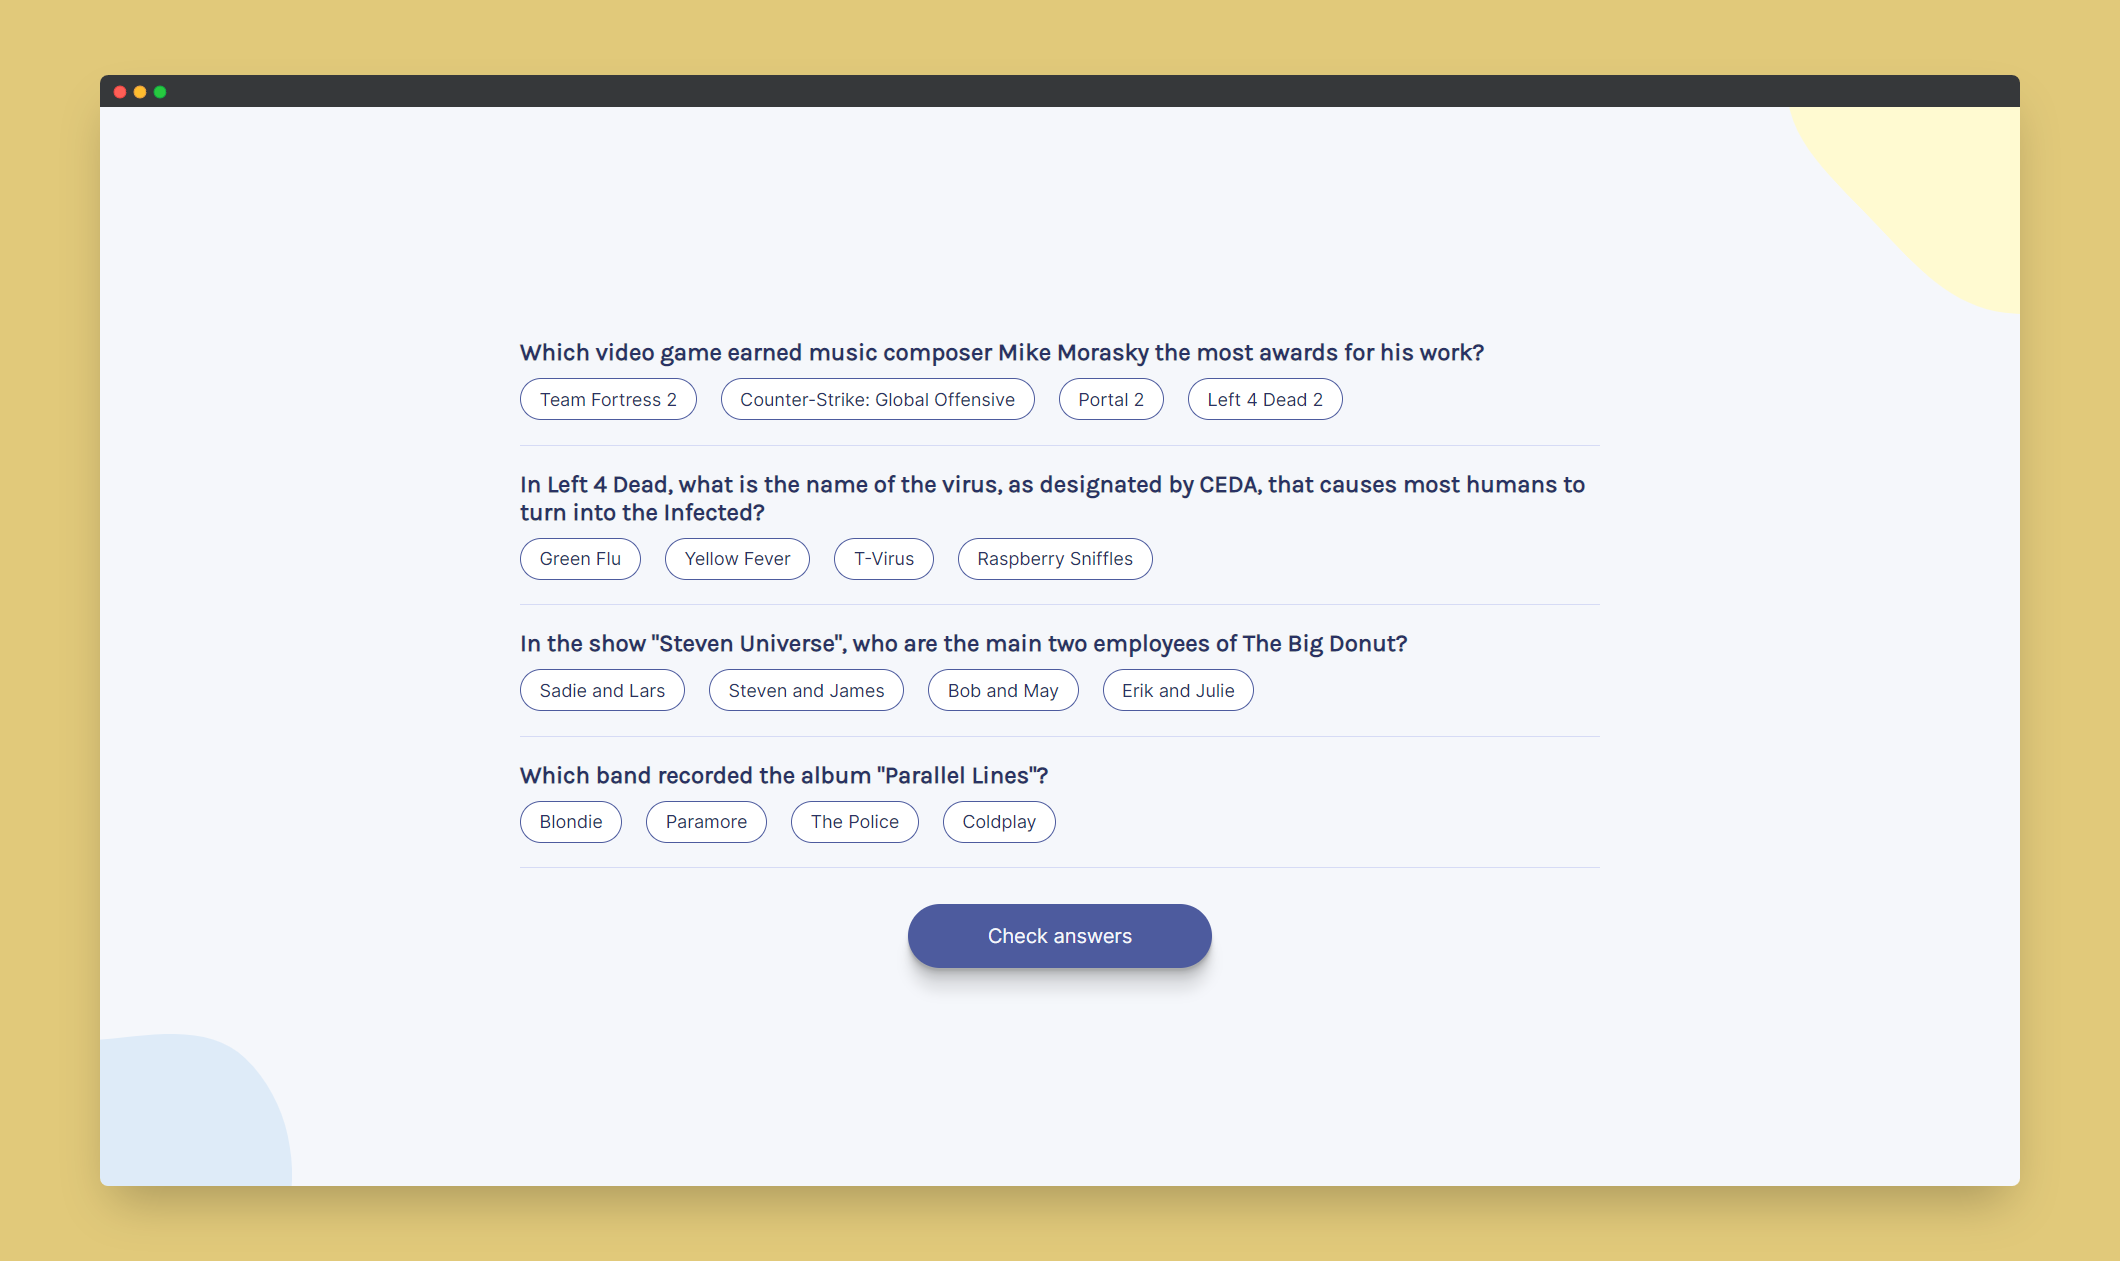 Which video game earned music composer Mike Morasky the most awards for his work?
Team Fortress 2 Counter-Strike: Global Offensive Portal 2 Left 4 Dead 2
In Left 4 Dead, what is the name of the virus, as designated by CEDA, that causes most humans to
turn into the Infected?
Green Flu Yellow Fever T-Virus Raspberry Sniffles
In the show "Steven Universe", who are the main two employees of The Big Donut?
Sadie and Lars Steven and James Bob and May Erik and Julie
Which band recorded the album "Parallel Lines"?
Blondie Paramore The Police Coldplay
Check answers